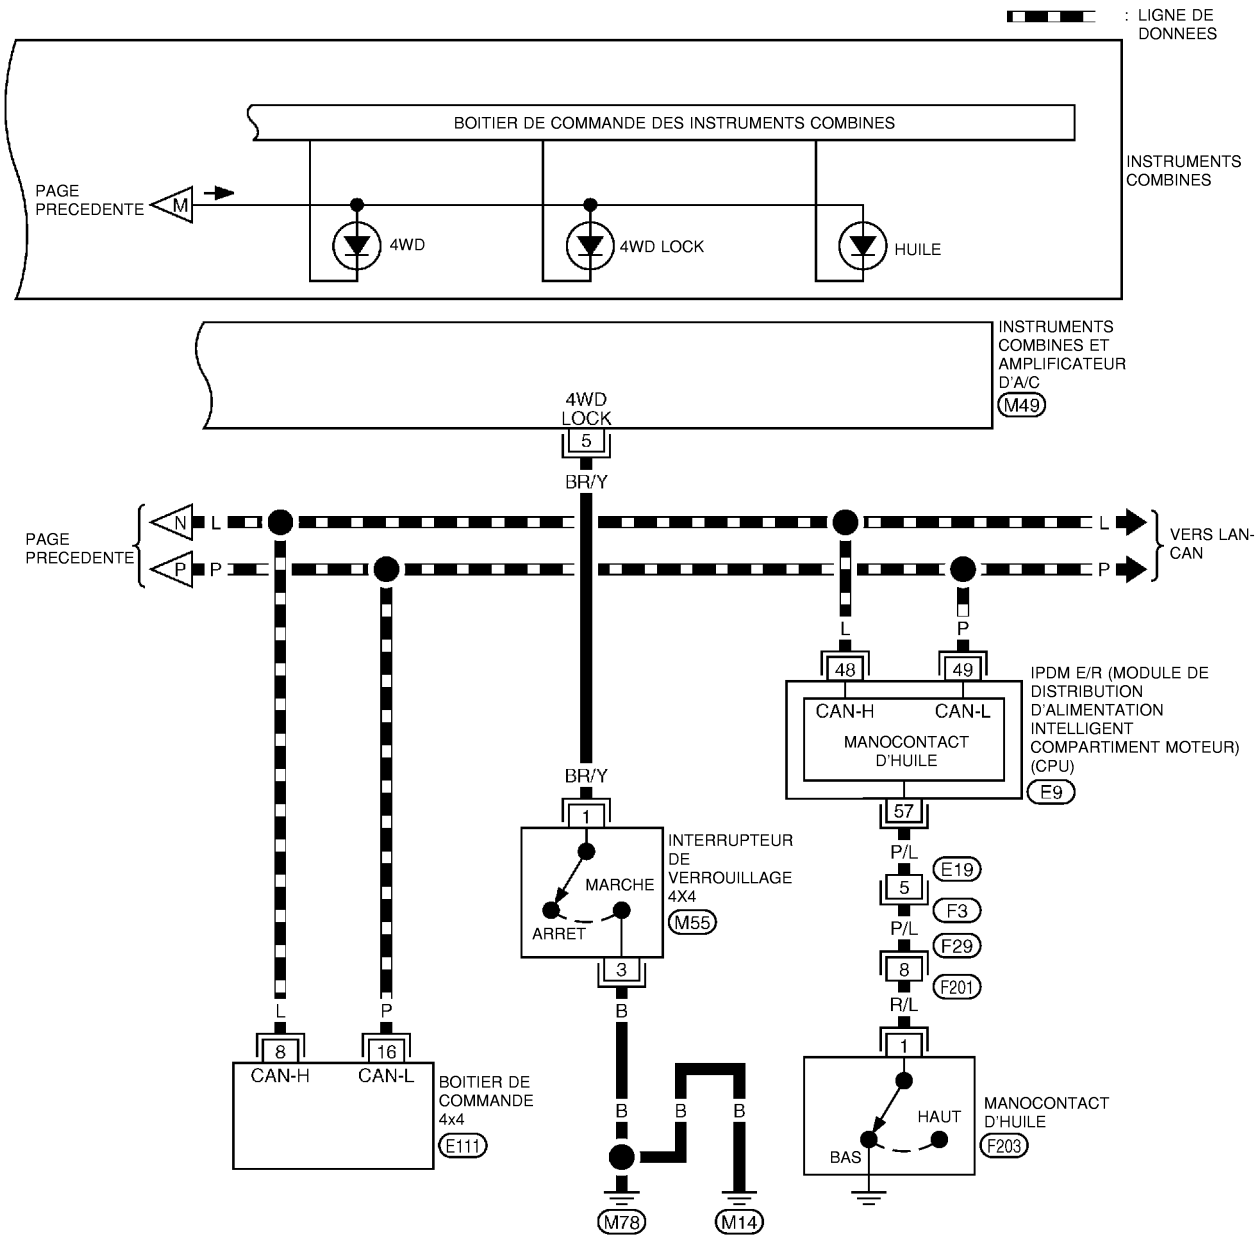 : LIGNE DE
DONNEES
BOITIER DE COMMANDE DES INSTRUMENTS COMBINES
INSTRUMENTS
COMBINES
PAGE
PRECEDENTE
M
4WD
4WD LOCK
HUILE
INSTRUMENTS
COMBINES ET
AMPLIFICATEUR
D'A/C
M49
4WD
LOCK
5
BR/Y
PAGE
PRECEDENTE
N L
P P
L
P
VERS LAN-
CAN
L
P
48
49
CAN-H
CAN-L
MANOCONTACT
D'HUILE
IPDM E/R (MODULE DE
DISTRIBUTION
D'ALIMENTATION
INTELLIGENT
COMPARTIMENT MOTEUR)
(CPU)
E9
57
P/L
E19
5
F3
P/L
F29
8
F201
R/L
1
HAUT
BAS
MANOCONTACT
D'HUILE
F203
BR/Y
1
MARCHE
ARRET
INTERRUPTEUR
DE
VERROUILLAGE
4X4
M55
3
B
B
B
B
M78
M14
L
P
8
16
CAN-H
CAN-L
BOITIER DE
COMMANDE
4x4
E111